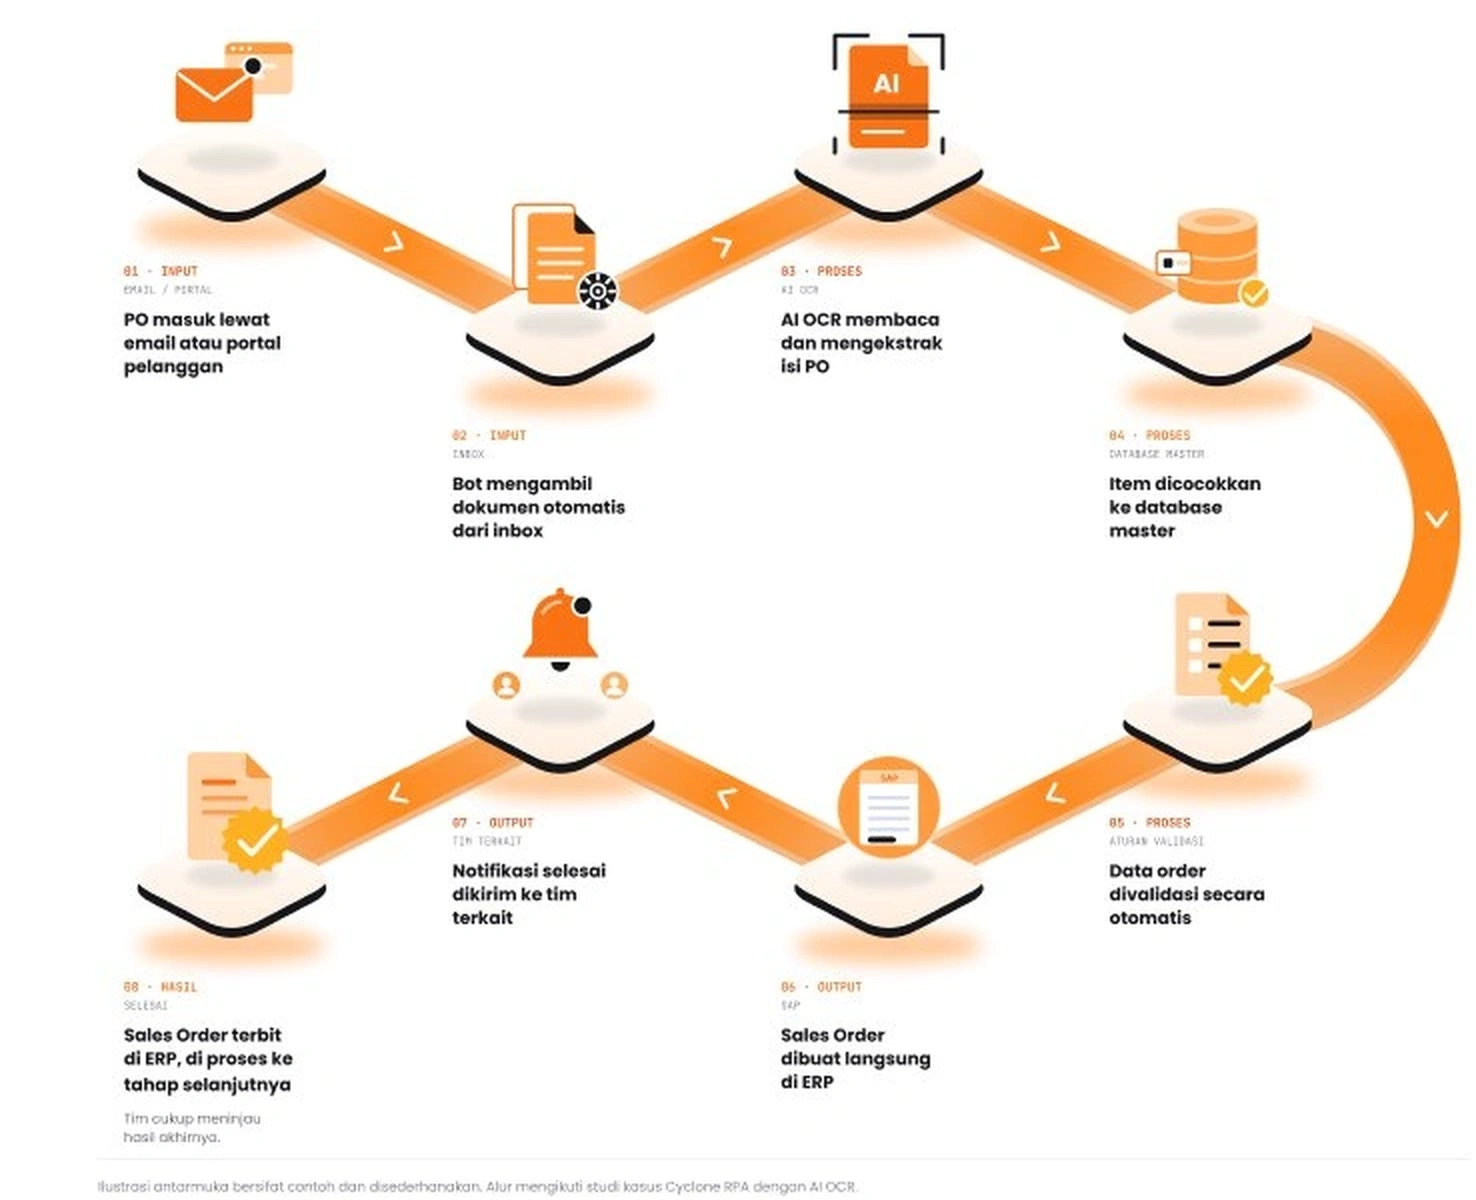 AI
01 · INPUT
EMAIL / PORTAL
PO masuk lewat
email atau portal
pelanggan
02 · INPUT
INBOX
Bot mengambil
dokumen otomatis
dari inbox
03 · PROSES
AI OCR
AI OCR membaca
dan mengekstrak
isi PO
04 · PROSES
DATABASE MASTER
Item dicocokkan
ke database
master
05 · PROSES
ATURAN VALIDASI
Data order
divalidasi secara
otomatis
SAP
06 · OUTPUT
SAP
Sales Order
dibuat langsung
di ERP
07 · OUTPUT
TIM TERKAIT
Notifikasi selesai
dikirim ke tim
terkait
08 · HASIL
SELESAI
Sales Order terbit
di ERP, di proses ke
tahap selanjutnya
Tim cukup meninjau
hasil akhirnya.
Ilustrasi antarmuka bersifat contoh dan disederhanakan. Alur mengikuti studi kasus Cyclone RPA dengan AI OCR.